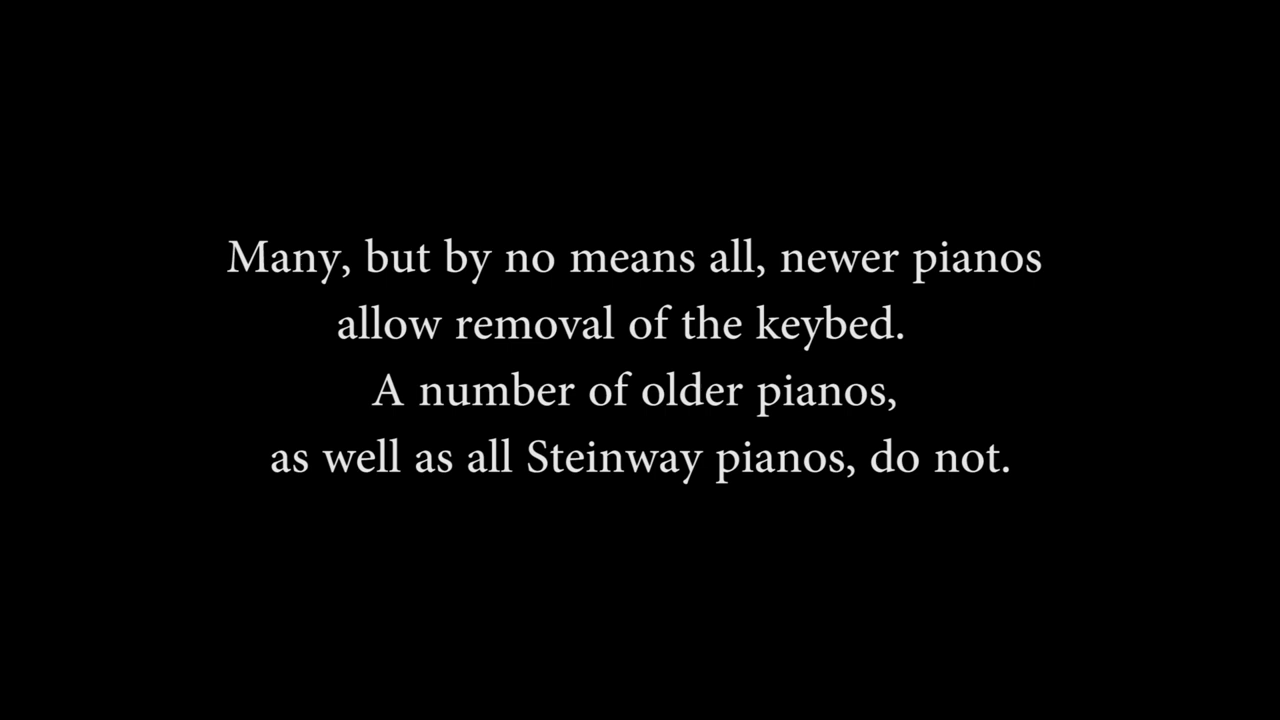 Many, but by no means all, newer pianos
allow removal of the keybed.
A number of older pianos,
as well as all Steinway pianos, do not.